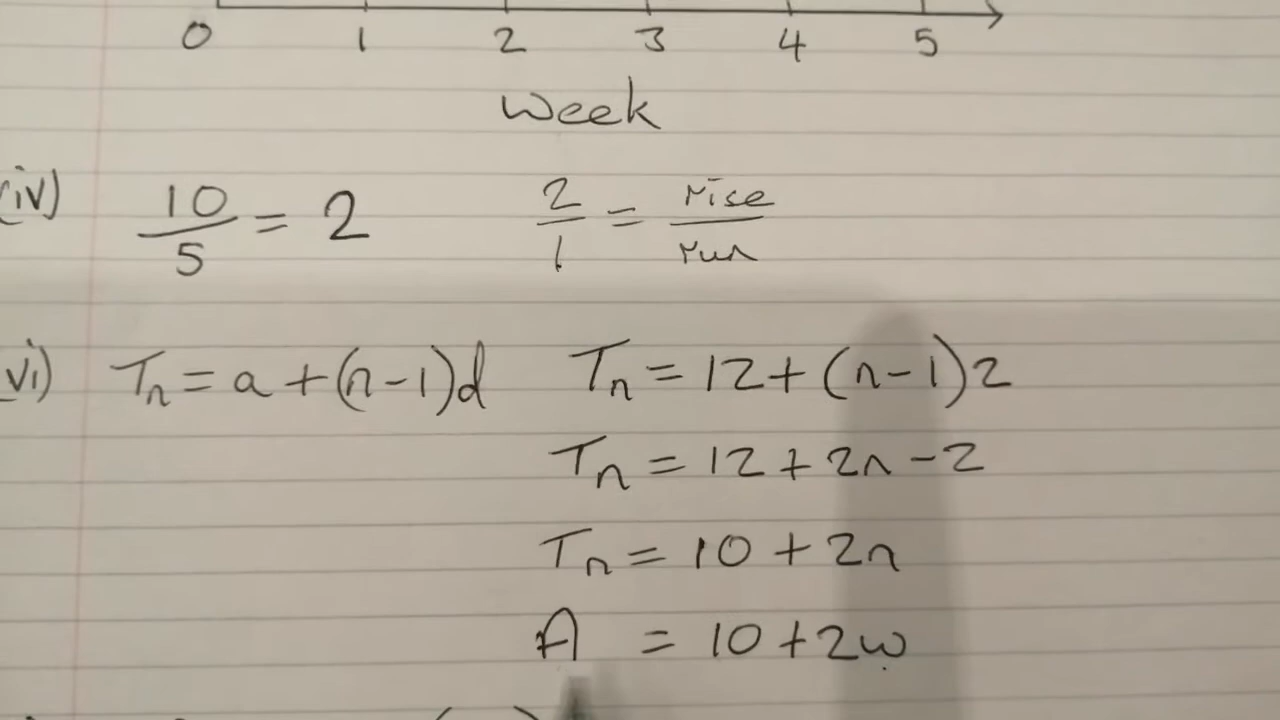 0 1 2 3 4 5
Week
(iv) 10/5 = 2 2/1 = rise/run
(vi) Tn = a + (n-1)d Tn = 12 + (n-1)2
Tn = 12 + 2n - 2
Tn = 10 + 2n
A = 10 + 2w